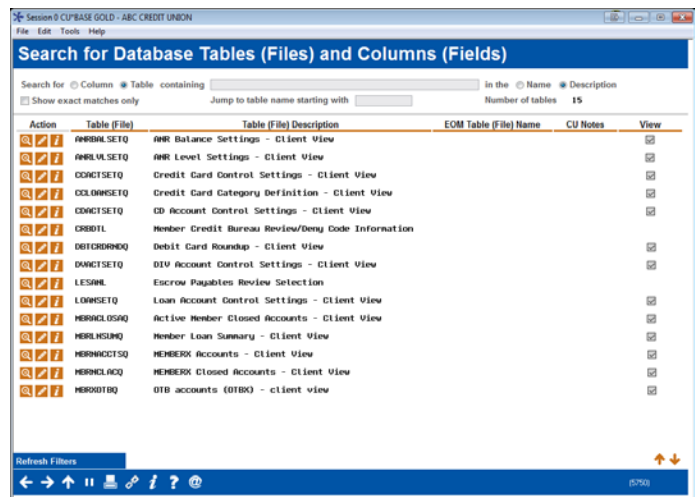 Session 0 CU*BASE GOLD - ABC CREDIT UNION
File Edit Tools Help
Search for Database Tables (Files) and Columns (Fields)
Search for Column Table containing in the Name Description
Show exact matches only Jump to table name starting with Number of tables 15
Action Table (File) Table (File) Description EOM Table (File) Name CU Notes View
ANRBALSETQ ANR Balance Settings - Client View
ANRLVLSETQ ANR Level Settings - Client View
CCACTSETQ Credit Card Control Settings - Client View
CCLOANSETQ Credit Card Category Definition - Client View
CDACTSETQ CD Account Control Settings - Client View
CRBDTL Member Credit Bureau Review/Deny Code Information
DBTCRDRNDQ Debit Card Roundup - Client View
DVACTSETQ DIV Account Control Settings - Client View
LESANL Escrow Payables Review Selection
LOANSETQ Loan Account Control Settings - Client View
MBRACLOSAQ Active Member Closed Accounts - Client View
MBRLNSUMQ Member Loan Summary - Client View
MBRMACCTSQ MEMBERX Accounts - Client View
MBRMCLACQ MEMBERX Closed Accounts - Client View
MBRXOTBQ OTB accounts (OTBX) - client view
Refresh Filters
(5750)